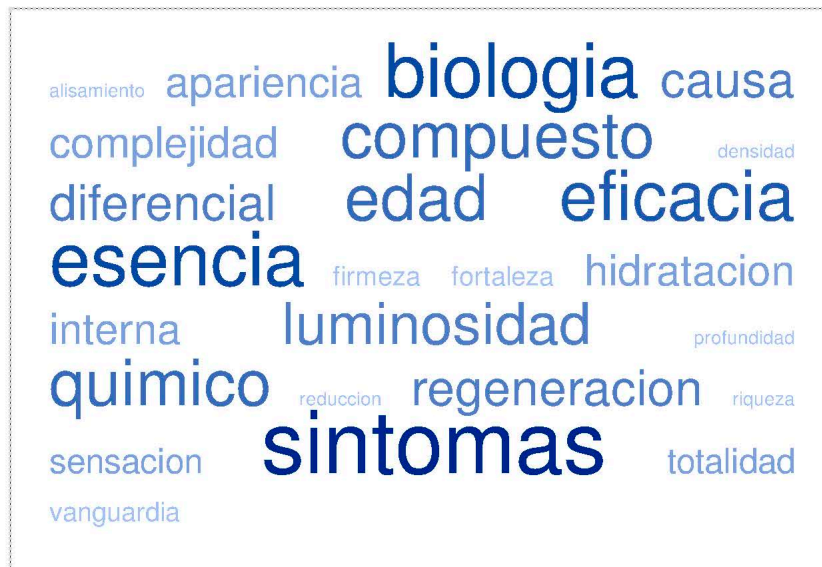 alisamiento apariencia biologia causa
complejidad compuesto densidad
diferencial edad eficacia
esencia firmeza fortaleza hidratacion
interna luminosidad profundidad
quimico reduccion regeneracion riqueza
sensacion sintomas totalidad
vanguardia